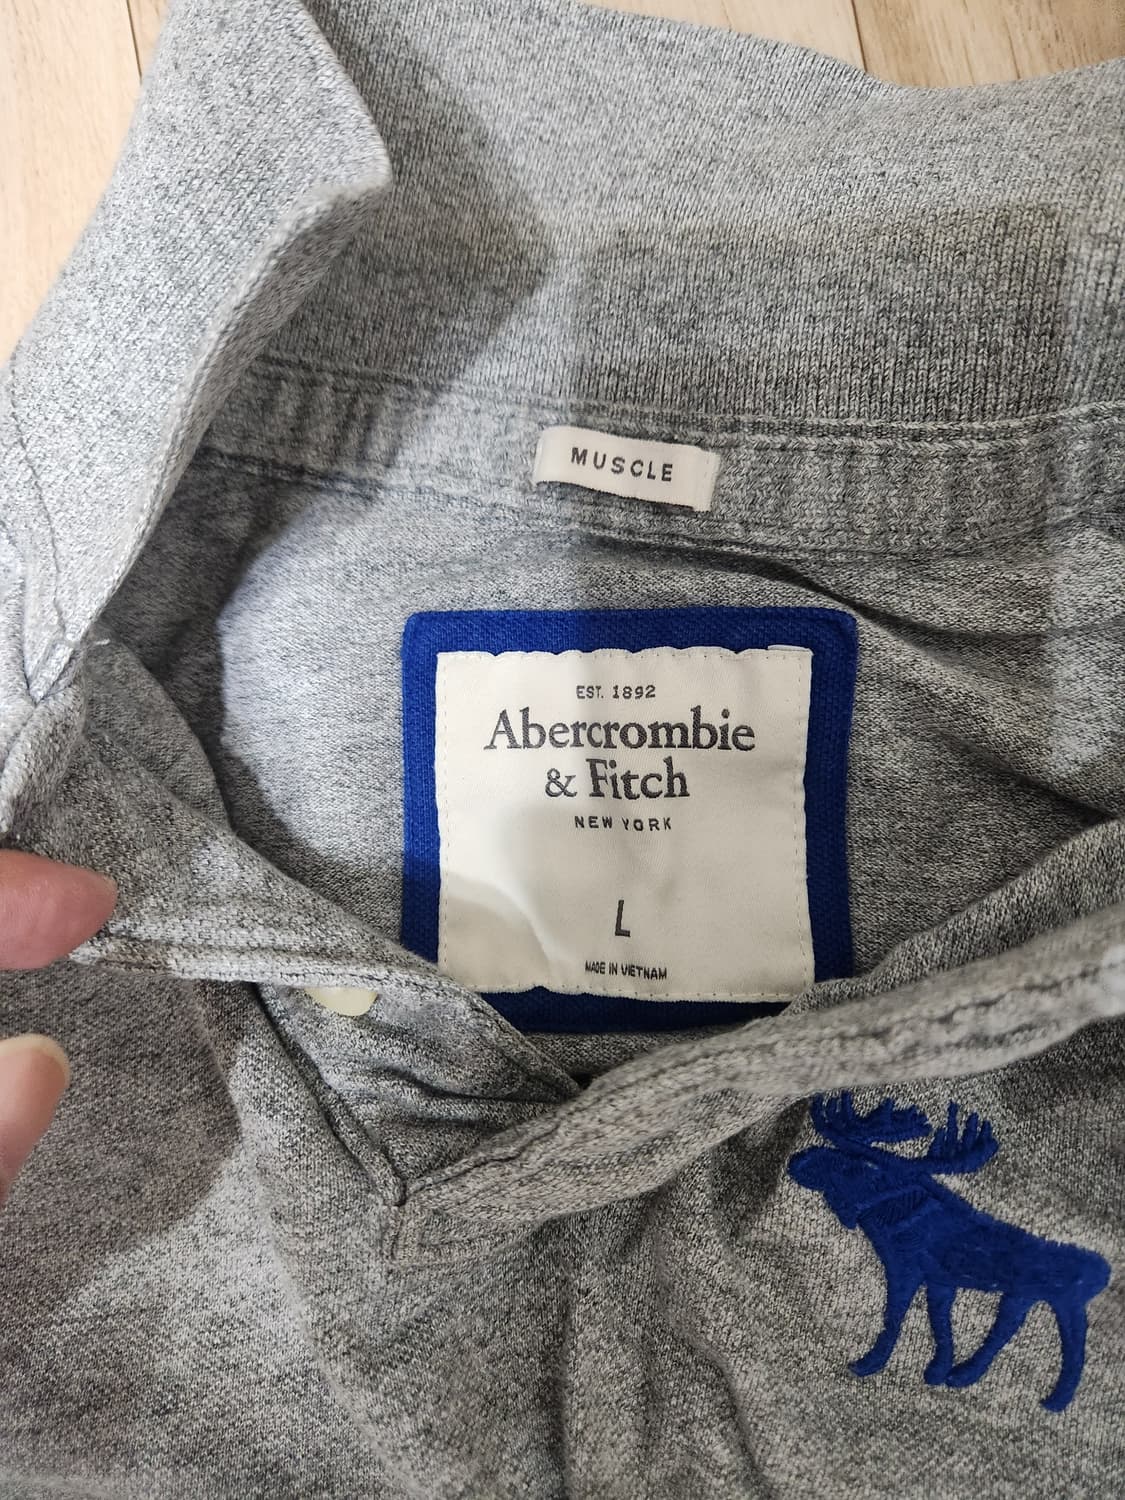 MUSCLE
EST. 1892
Abercrombie
& Fitch
NEW YORK
L
MADE IN VIETNAM